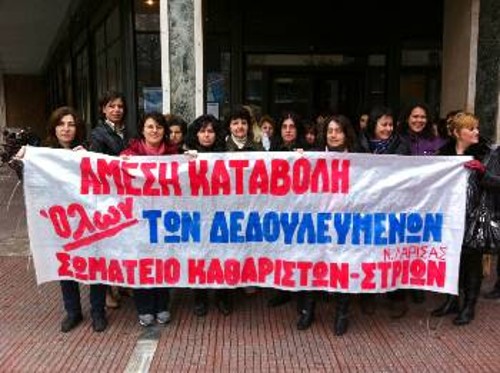 ΑΜΕΣΗ ΚΑΤΑΒΟΛΗ
Όλων ΤΩΝ ΔΕΔΟΥΛΕΥΜΕΝΩΝ
Ν. ΛΑΡΙΣΑΣ
ΣΩΜΑΤΕΙΟ ΚΑΘΑΡΙΣΤΩΝ-ΣΤΡΙΩΝ